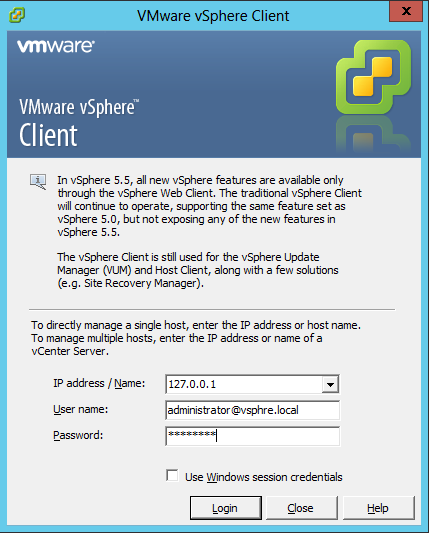 VMware vSphere Client
X
vmware®
VMware vSphere™
Client
In vSphere 5.5, all new vSphere features are available only
through the vSphere Web Client. The traditional vSphere Client
will continue to operate, supporting the same feature set as
vSphere 5.0, but not exposing any of the new features in
vSphere 5.5.
The vSphere Client is still used for the vSphere Update
Manager (VUM) and Host Client, along with a few solutions
(e.g. Site Recovery Manager).
To directly manage a single host, enter the IP address or host name.
To manage multiple hosts, enter the IP address or name of a
vCenter Server.
IP address / Name: 127.0.0.1
User name: administrator@vsphre.local
Password: ********
Use Windows session credentials
Login Close Help